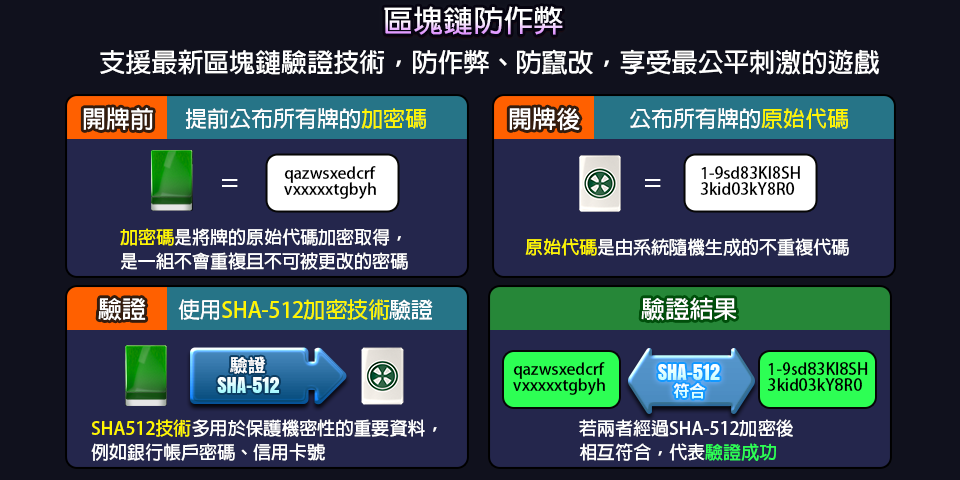 區塊鏈防作弊
支援最新區塊鏈驗證技術，防作弊、防竄改，享受最公平刺激的遊戲
開牌前
提前公布所有牌的加密碼
=
qazwsxedcrf
vxxxxxtgbyh
加密碼是將牌的原始代碼加密取得，
是一組不會重複且不可被更改的密碼
開牌後
公布所有牌的原始代碼
=
1-9sd83KI8SH
3kid03kY8R0
原始代碼是由系統隨機生成的不重複代碼
驗證
使用SHA-512加密技術驗證
驗證
SHA-512
SHA512技術多用於保護機密性的重要資料，
例如銀行帳戶密碼、信用卡號
驗證結果
qazwsxedcrf
vxxxxxtgbyh
SHA-512
符合
1-9sd83KI8SH
3kid03kY8R0
若兩者經過SHA-512加密後
相互符合，代表驗證成功